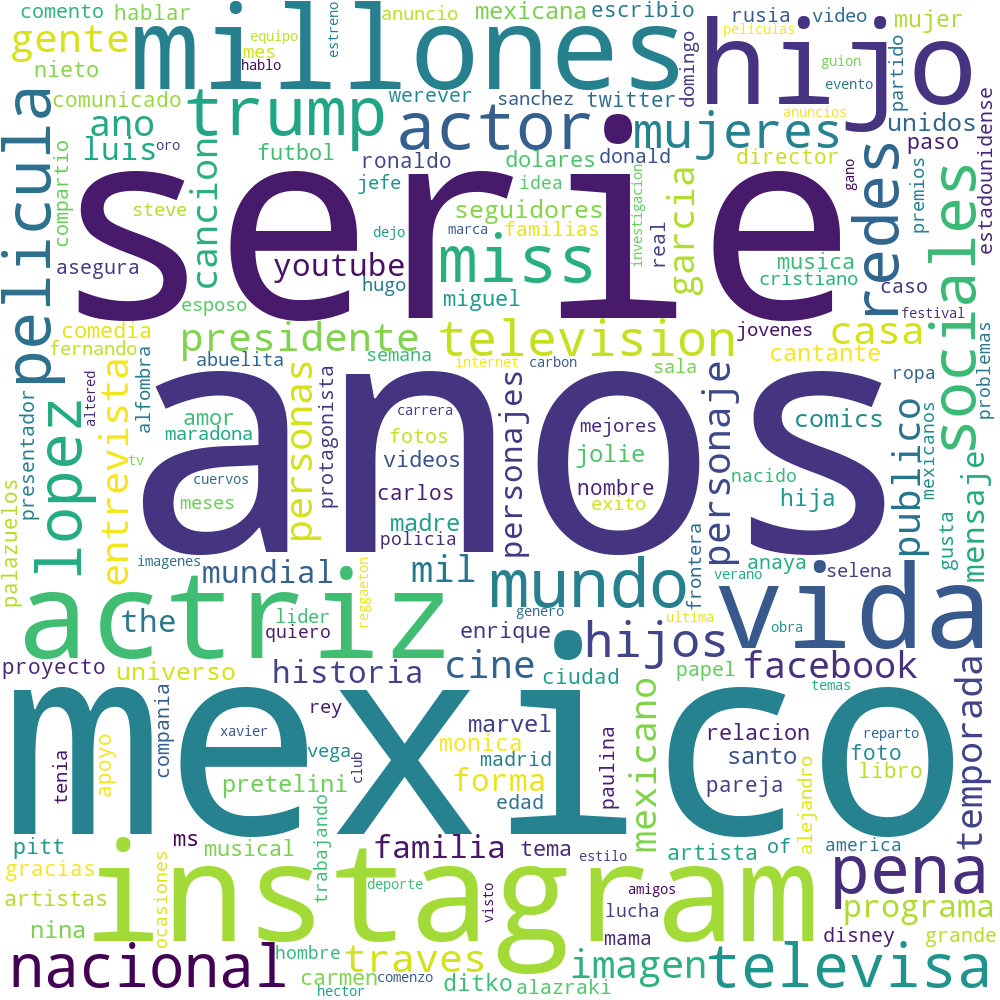 comento hablar millones anuncio mexicana escribio rusia video mujer
gente equipo estreno hijo peliculas
nieto mes hablo domingo guion partido
comunicado trump werever sanchez twitter evento
pelicula ano actor mujeres anuncios unidos
compartio luis oro cancion futbol ronaldo dolares donald director redes paso estadounidense
serie jefe idea garcia gano premios sociales
steve seguidores investigacion
dejo marca familias real musica
asegura youtube miss cristiano caso
esposo hugo miguel festival
comedia presidente television jovenes casa
fernando abuelita semana internet carbon sala cantante problemas
altered alfombra entrevista personas protagonista anos personajes personaje ropa
lopez presentador amor carrera mejores comics publico mexicanos
maradona fotos
tv videos jolie
cuervos carlos nombre nacido
palazuelos meses exito hija mensaje gusta
madre
policia frontera
imagenes mundial mil anaya selena
actriz reggaeton mundo verano vida
the lider genero ultima
quiero enrique hijos obra
proyecto universo historia cine ciudad papel facebook temporada
mexico temas
compania rey santo
xavier marvel relacion reparto
tenia apoyo vega club monica madrid paulina mexicano foto
pretelini forma pareja libro
edad alejandro
pitt ms familia tema of america
gracias musical estilo artista
instagram trabajando pena
artistas ocasiones deporte visto amigos programa
lucha
nina mama disney grande
nacional hombre traves imagen televisa
carmen comenzo ditko alazraki
hector